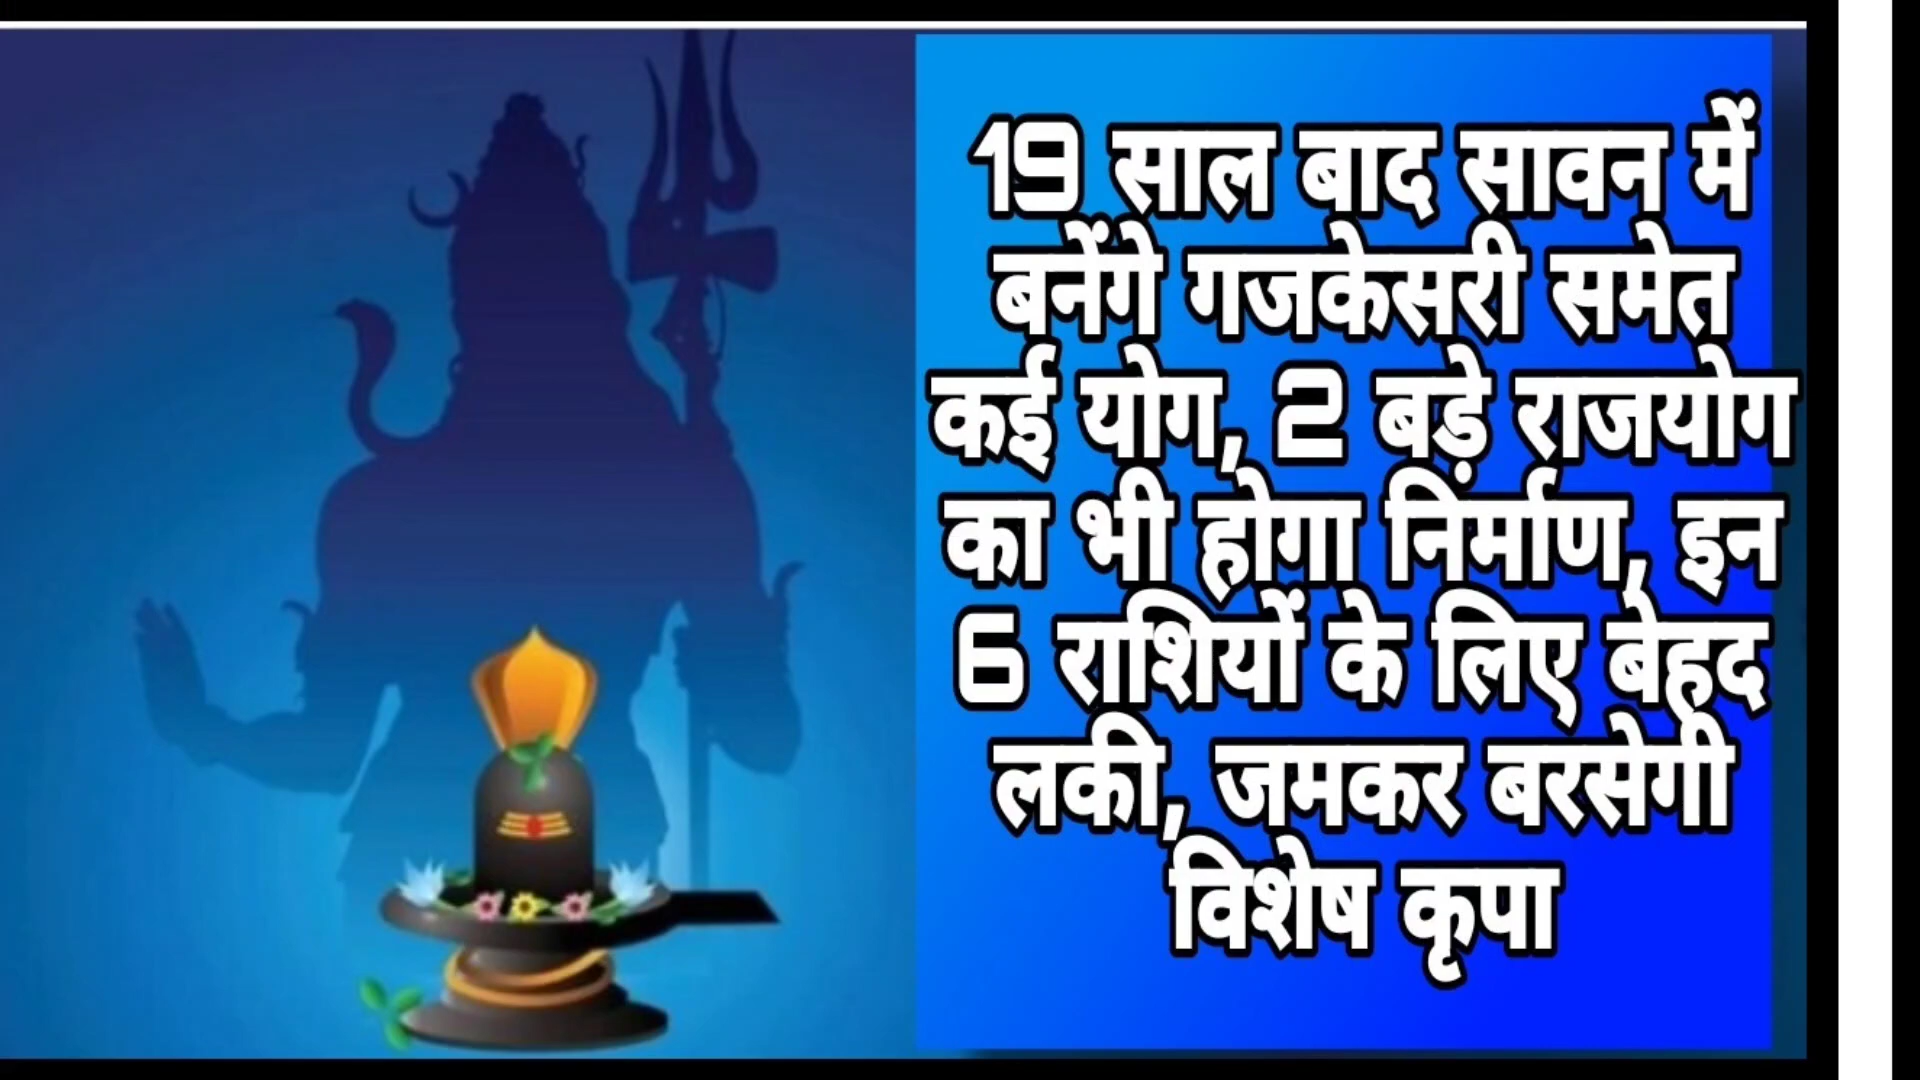 19 साल बाद सावन में
बनेंगे गजकेसरी समेत
कई योग, 2 बड़े राजयोग
का भी होगा निर्माण, इन
6 राशियों के लिए बेहद
लकी, जमकर बरसेगी
विशेष कृपा